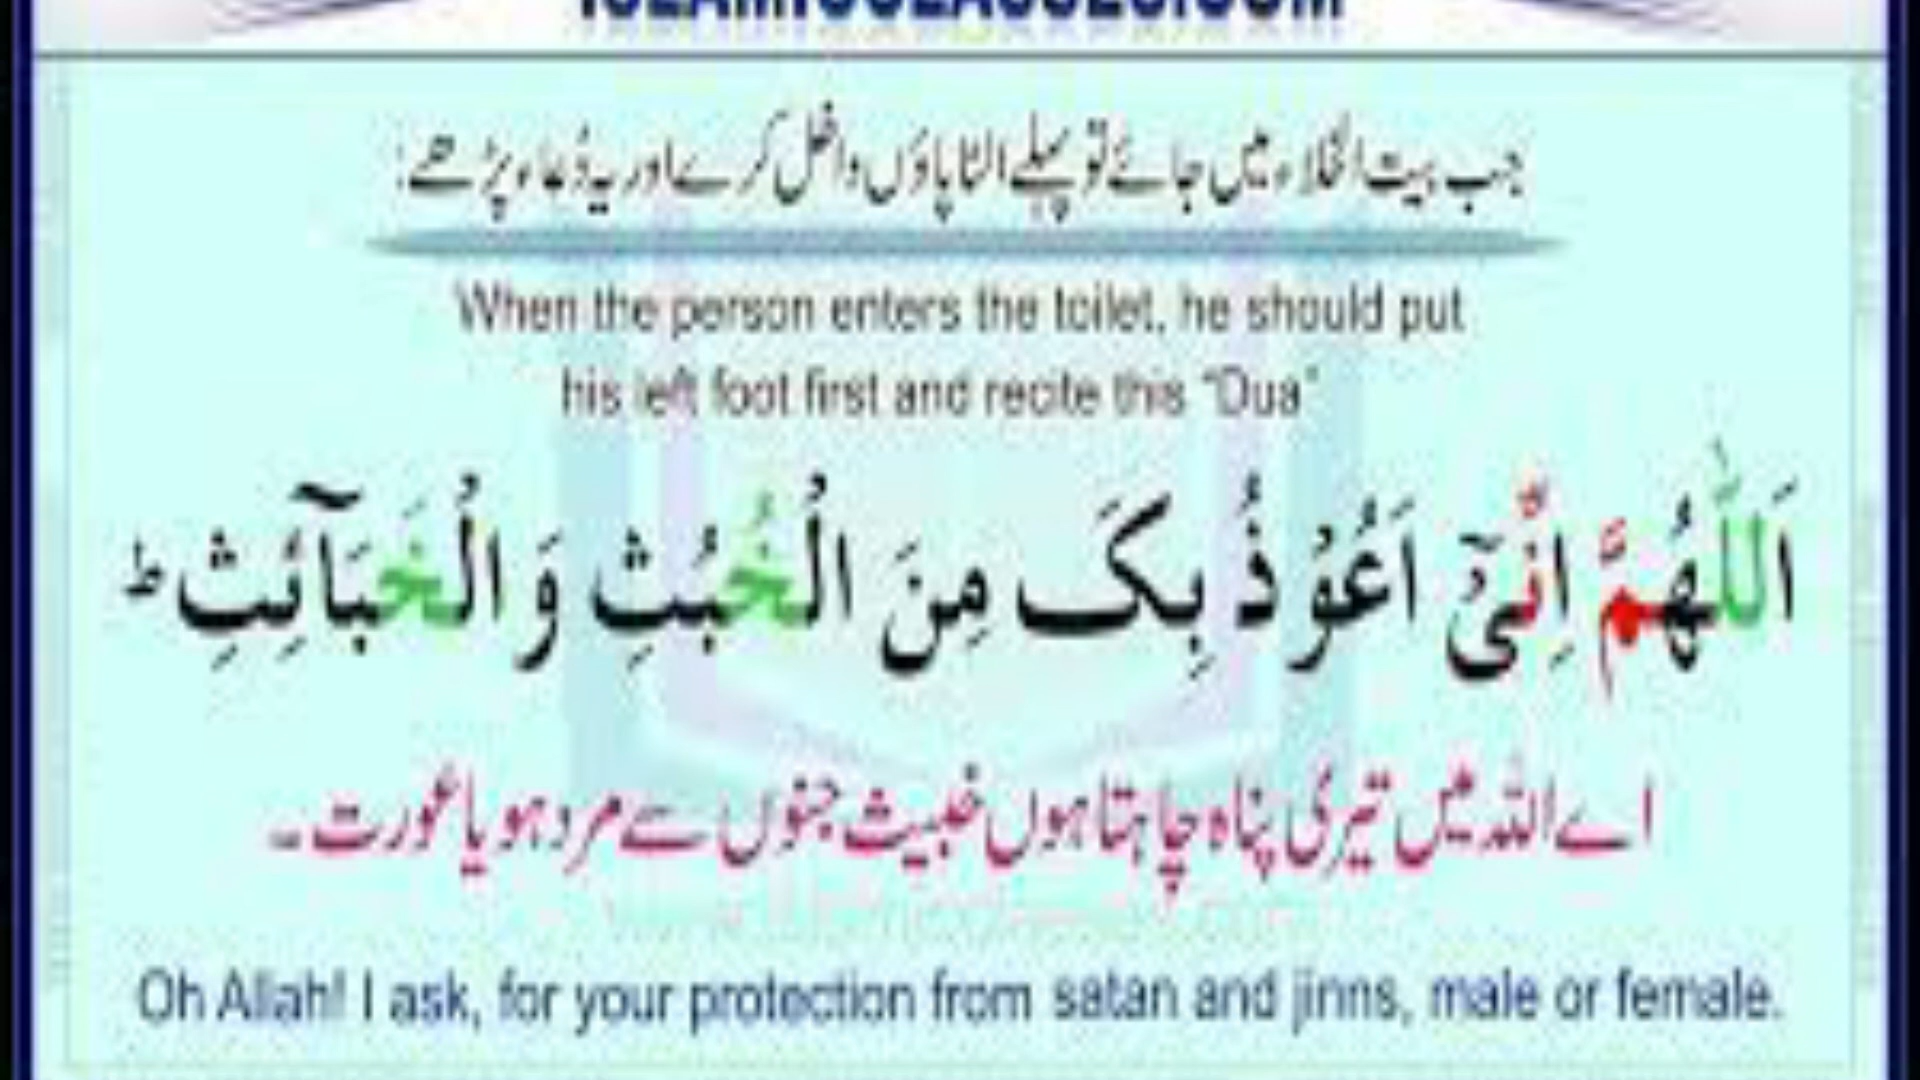 جب بیت الخلاء میں جائے تو پہلے الٹا پاؤں داخل کرے اور یہ دُعاء پڑھے:
When the person enters the toilet, he should put
his left foot first and recite this "Dua"
اَللّٰهُمَّ اِنِّیْۤ اَعُوْذُ بِکَ مِنَ الْخُبُثِ وَ الْخَبَآئِثِ ؕ
اے اللہ میں تیری پناہ چاہتا ہوں خبیث جنوں سے مرد ہو یا عورت ۔
Oh Allah! I ask, for your protection from satan and jinns, male or female.